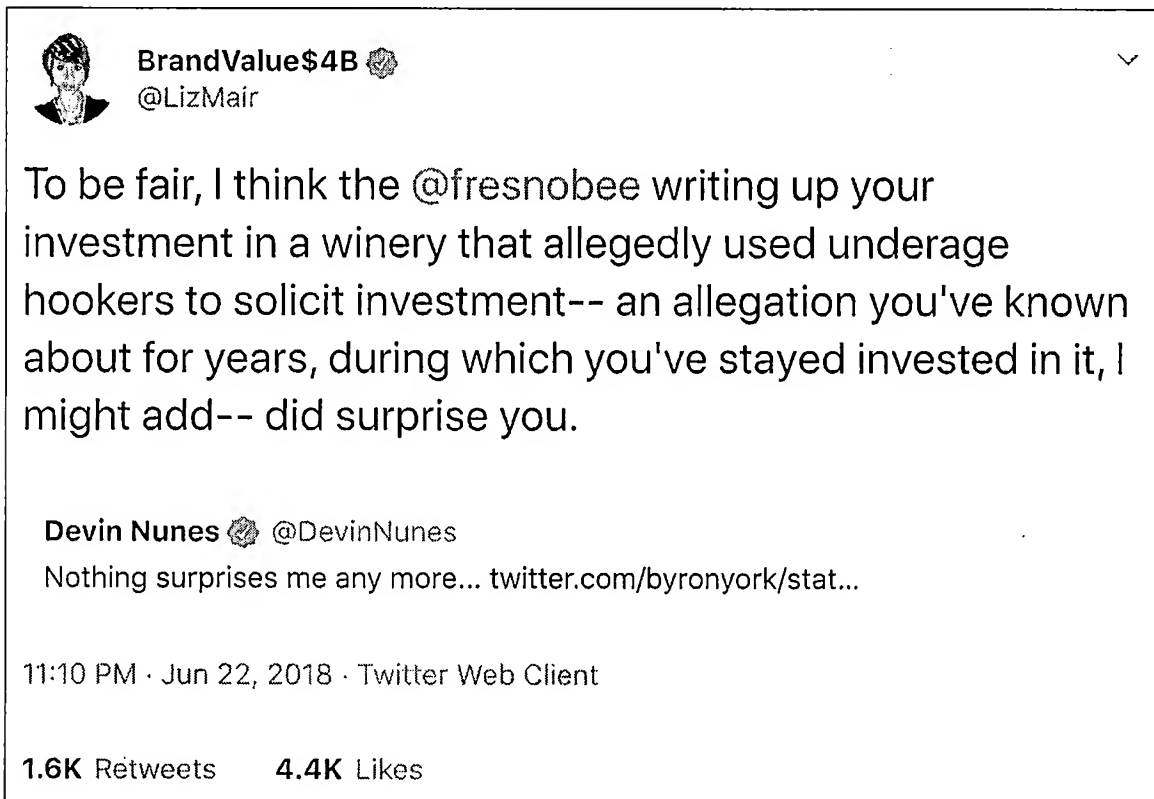 BrandValue$4B
@LizMair
To be fair, I think the @fresnobee writing up your
investment in a winery that allegedly used underage
hookers to solicit investment-- an allegation you've known
about for years, during which you've stayed invested in it, I
might add-- did surprise you.
Devin Nunes @DevinNunes
Nothing surprises me any more... twitter.com/byronyork/stat...
11:10 PM · Jun 22, 2018 · Twitter Web Client
1.6K Retweets 4.4K Likes